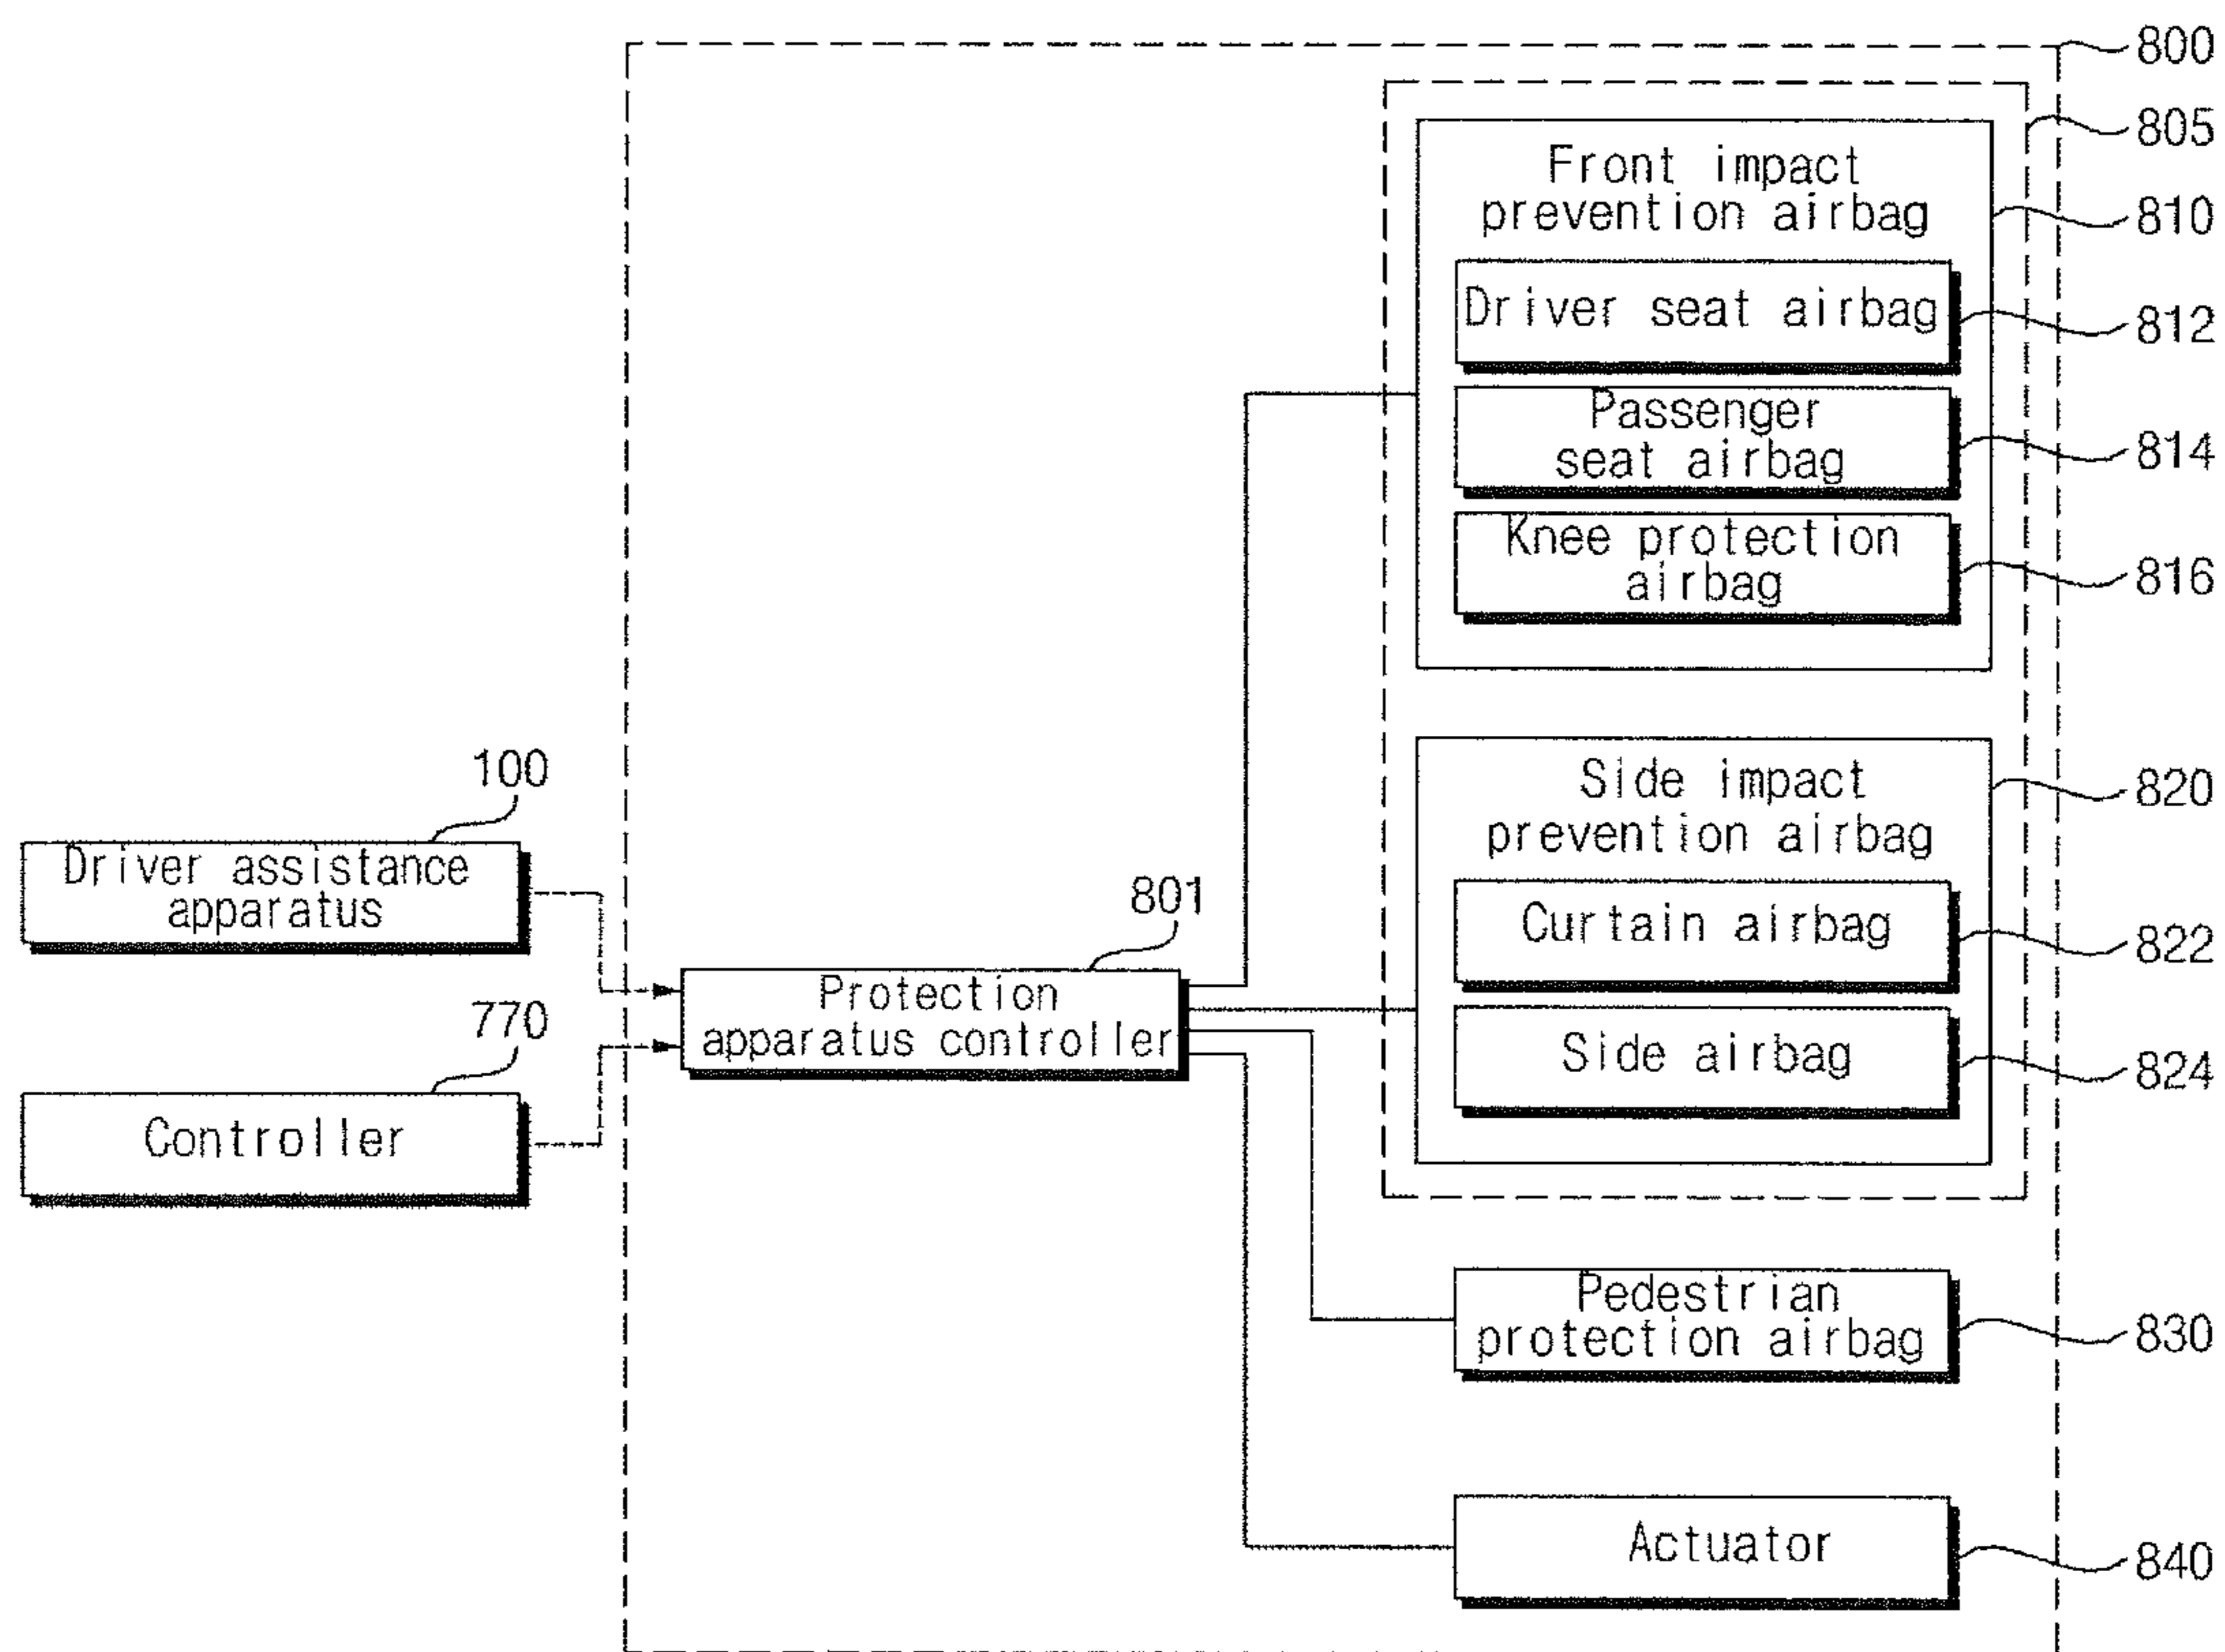 800
805
Front impact
prevention airbag
810
Driver seat airbag
812
Passenger
seat airbag
814
Knee protection
airbag
816
Side impact
prevention airbag
820
Curtain airbag
822
Side airbag
824
100
Driver assistance
apparatus
770
Controller
801
Protection
apparatus controller
Pedestrian
protection airbag
830
Actuator
840